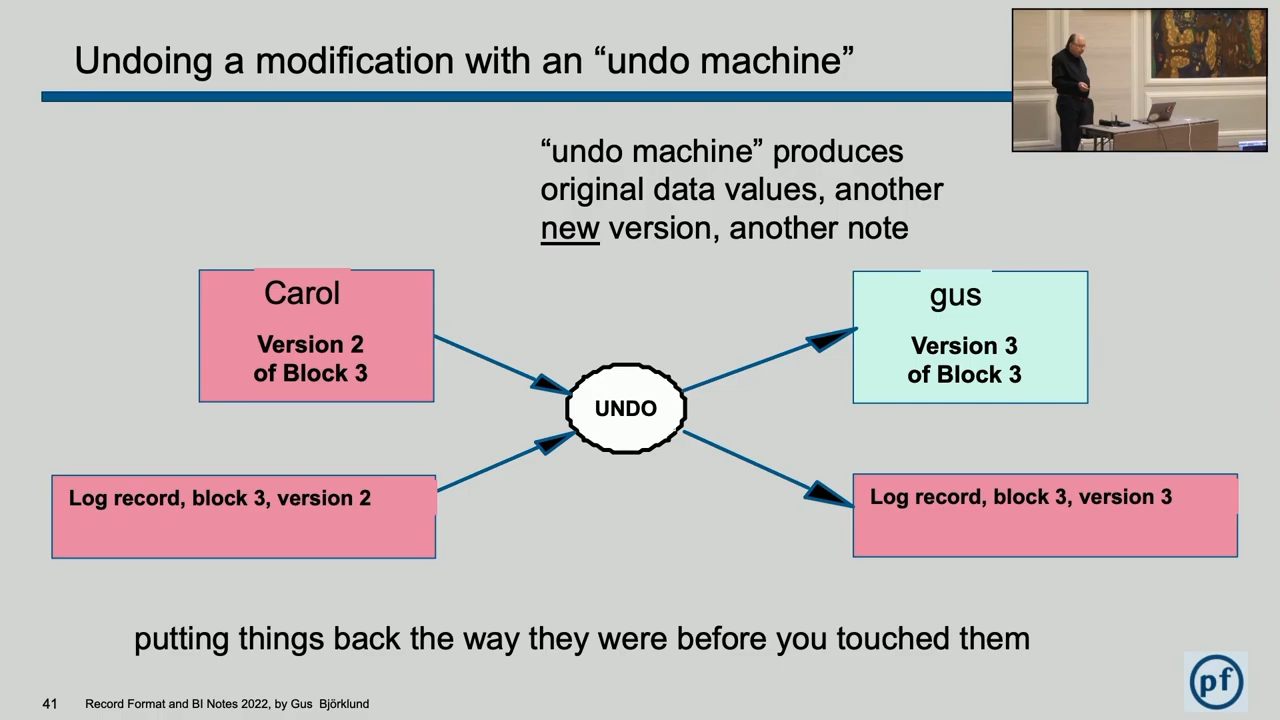 Undoing a modification with an “undo machine”
“undo machine” produces
original data values, another
new version, another note
Carol
Version 2
of Block 3
gus
Version 3
of Block 3
UNDO
Log record, block 3, version 2
Log record, block 3, version 3
putting things back the way they were before you touched them
41 Record Format and BI Notes 2022, by Gus Björklund
pf